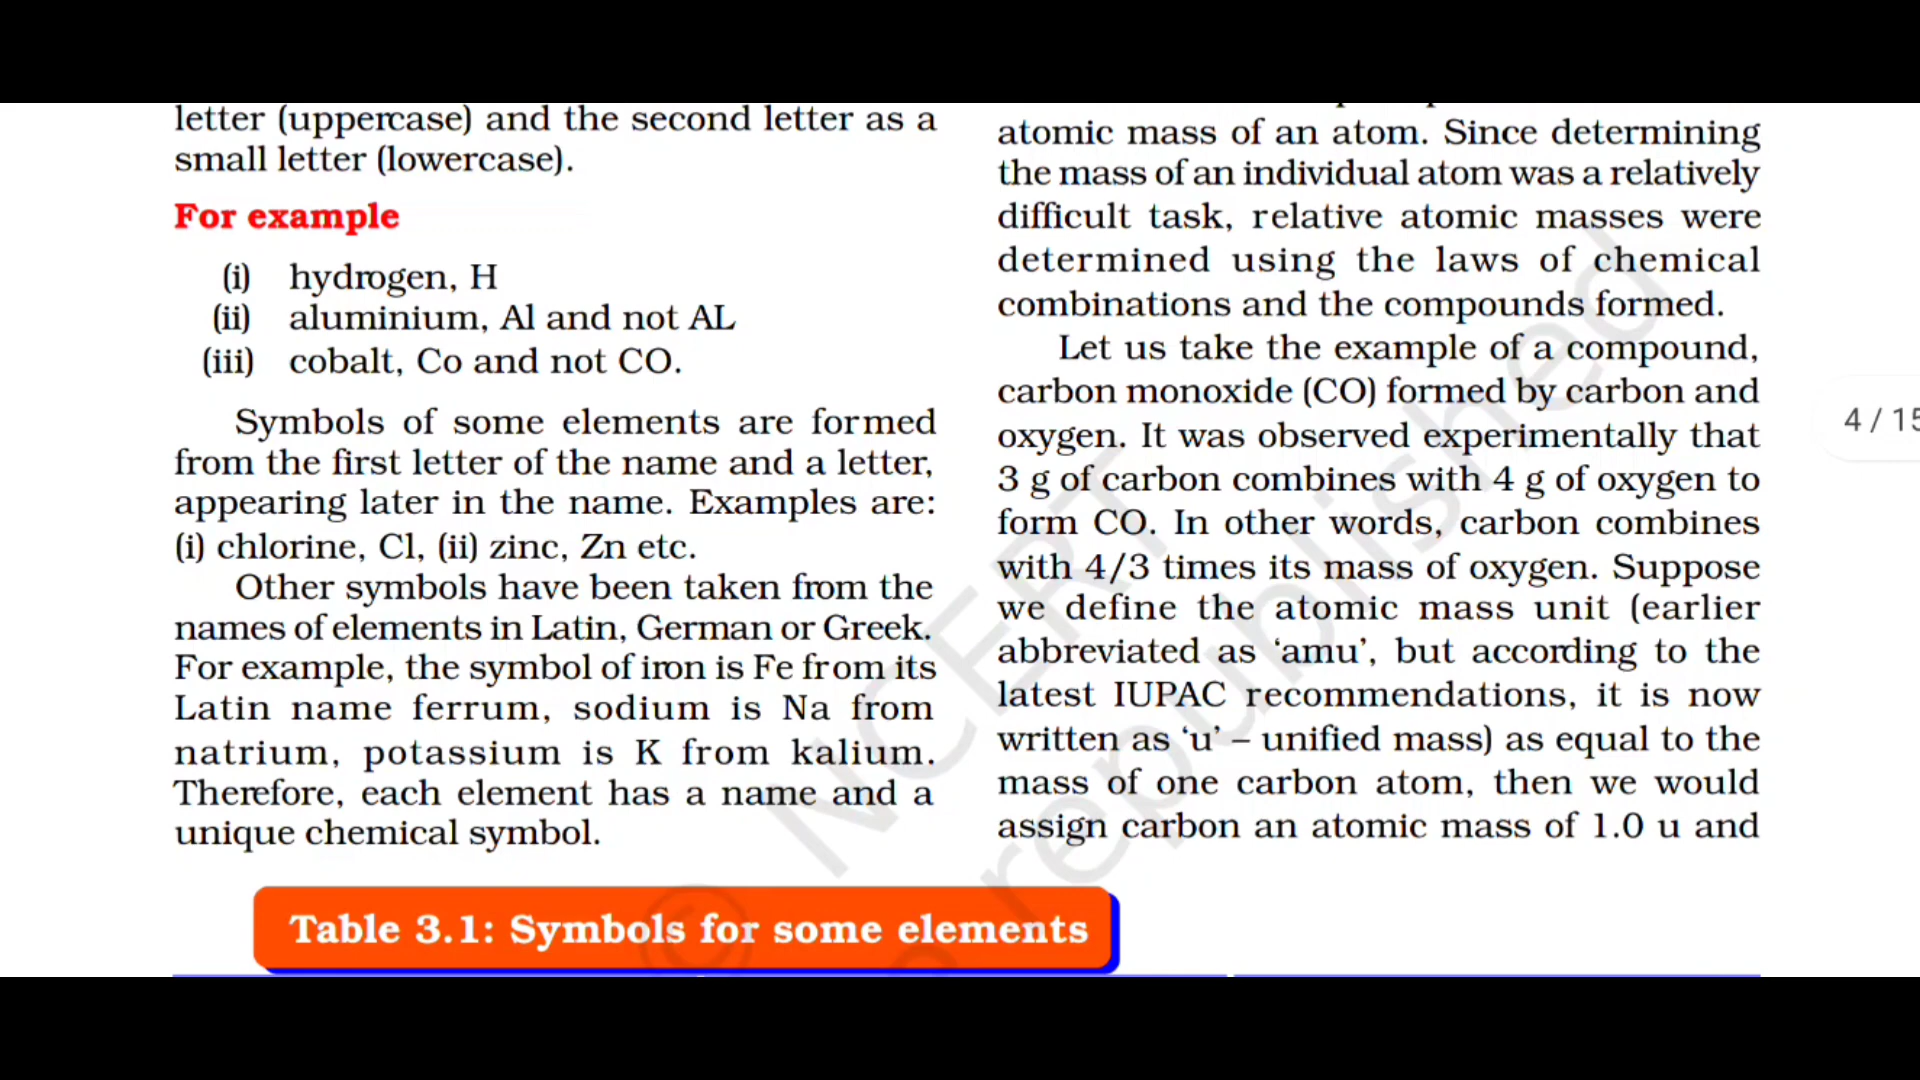 letter (uppercase) and the second letter as a
small letter (lowercase).
For example
(i) hydrogen, H
(ii) aluminium, Al and not AL
(iii) cobalt, Co and not CO.
Symbols of some elements are formed
from the first letter of the name and a letter,
appearing later in the name. Examples are:
(i) chlorine, Cl, (ii) zinc, Zn etc.
Other symbols have been taken from the
names of elements in Latin, German or Greek.
For example, the symbol of iron is Fe from its
Latin name ferrum, sodium is Na from
natrium, potassium is K from kalium.
Therefore, each element has a name and a
unique chemical symbol.
atomic mass of an atom. Since determining
the mass of an individual atom was a relatively
difficult task, relative atomic masses were
determined using the laws of chemical
combinations and the compounds formed.
Let us take the example of a compound,
carbon monoxide (CO) formed by carbon and
oxygen. It was observed experimentally that
3 g of carbon combines with 4 g of oxygen to
form CO. In other words, carbon combines
with 4/3 times its mass of oxygen. Suppose
we define the atomic mass unit (earlier
abbreviated as ‘amu’, but according to the
latest IUPAC recommendations, it is now
written as ‘u’ – unified mass) as equal to the
mass of one carbon atom, then we would
assign carbon an atomic mass of 1.0 u and
Table 3.1: Symbols for some elements
4 / 15
© NCERT
republished